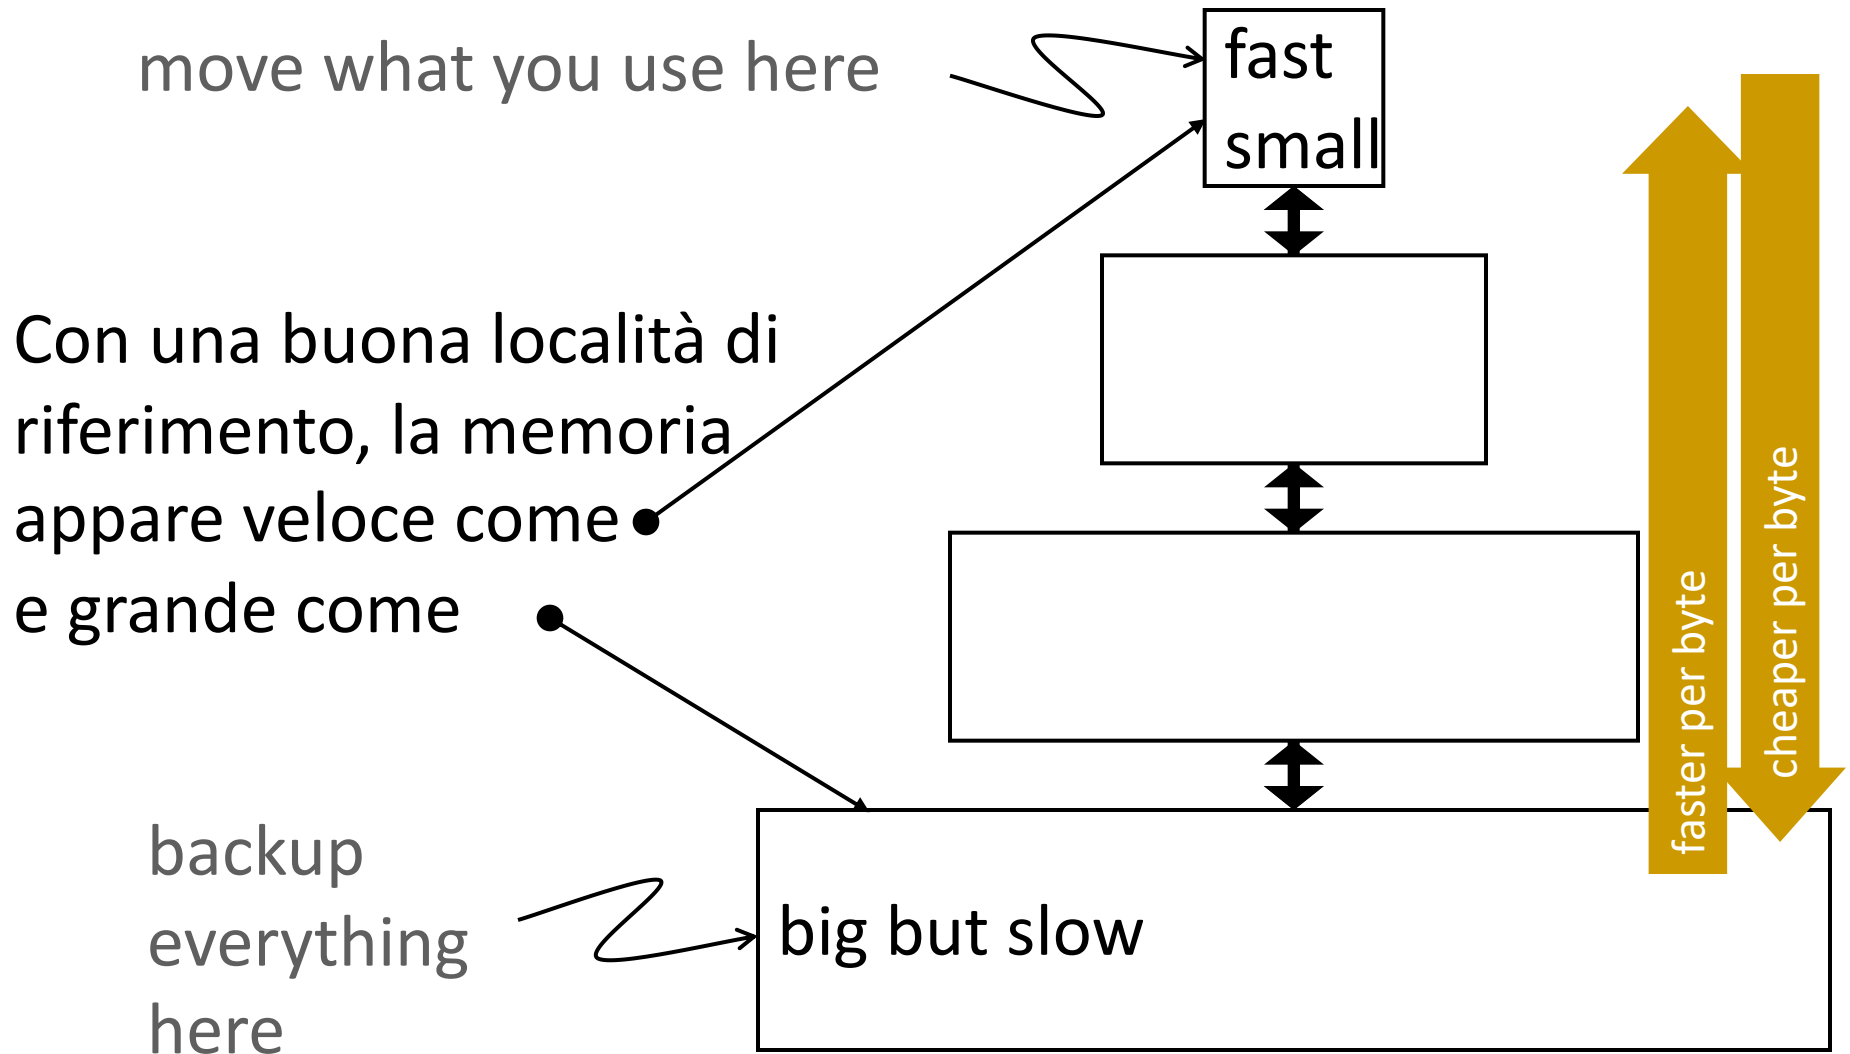 move what you use here
fast
small
Con una buona località di
riferimento, la memoria
appare veloce come
e grande come
faster per byte
cheaper per byte
backup
everything
here
big but slow